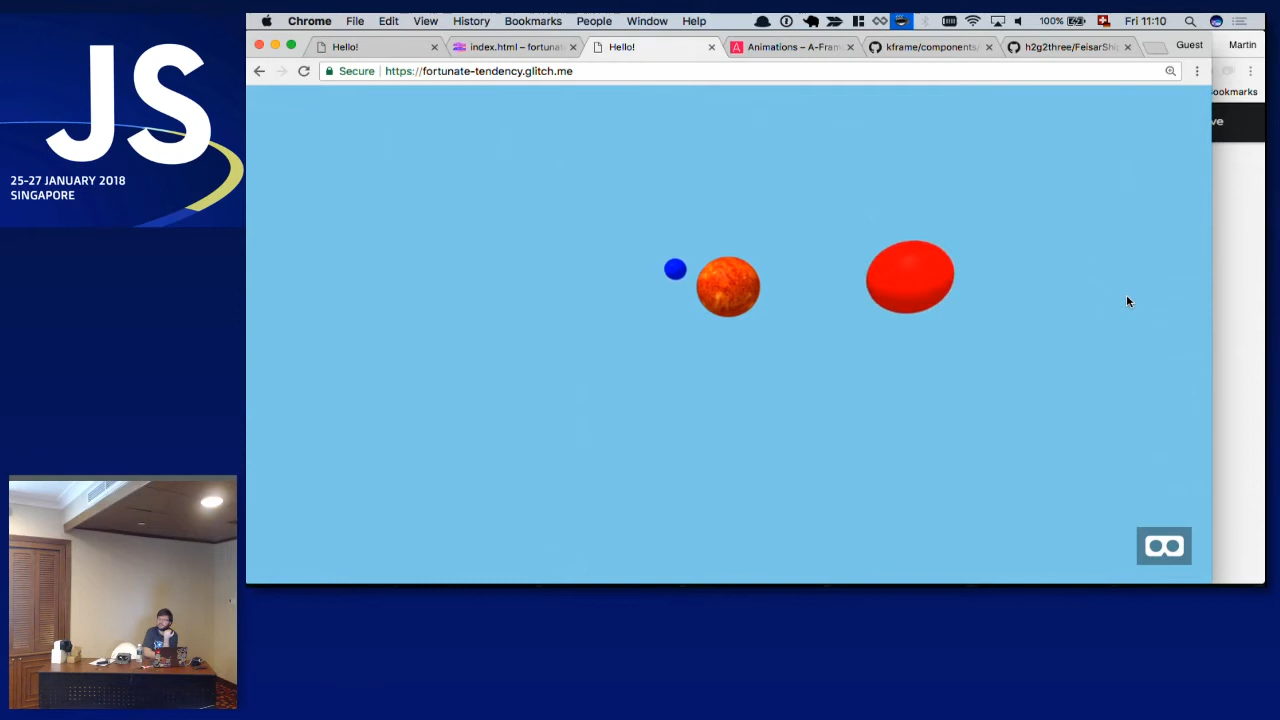 JS
25-27 JANUARY 2018
SINGAPORE
Chrome File Edit View History Bookmarks People Window Help
100%
Fri 11:10
Hello!
index.html – fortunat
Hello!
Animations – A-Fram
kframe/components
h2g2three/FeisarShi
Guest
Martin
Secure
https://fortunate-tendency.glitch.me
ookmarks
ve